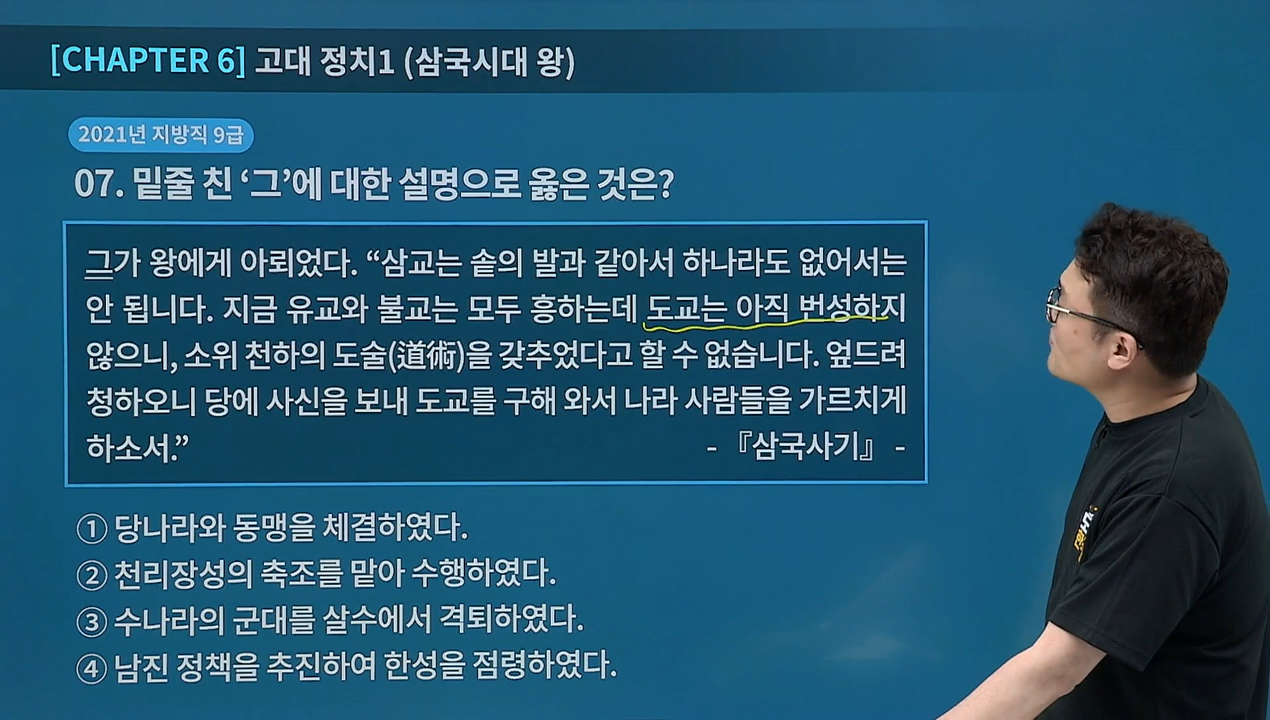 [CHAPTER 6] 고대 정치1 (삼국시대 왕)
2021년 지방직 9급
07. 밑줄 친 ‘그’에 대한 설명으로 옳은 것은?
그가 왕에게 아뢰었다. “삼교는 솥의 발과 같아서 하나라도 없어서는
안 됩니다. 지금 유교와 불교는 모두 흥하는데 도교는 아직 번성하지
않으니, 소위 천하의 도술(道術)을 갖추었다고 할 수 없습니다. 엎드려
청하오니 당에 사신을 보내 도교를 구해 와서 나라 사람들을 가르치게
하소서.” - 『삼국사기』 -
① 당나라와 동맹을 체결하였다.
② 천리장성의 축조를 맡아 수행하였다.
③ 수나라의 군대를 살수에서 격퇴하였다.
④ 남진 정책을 추진하여 한성을 점령하였다.